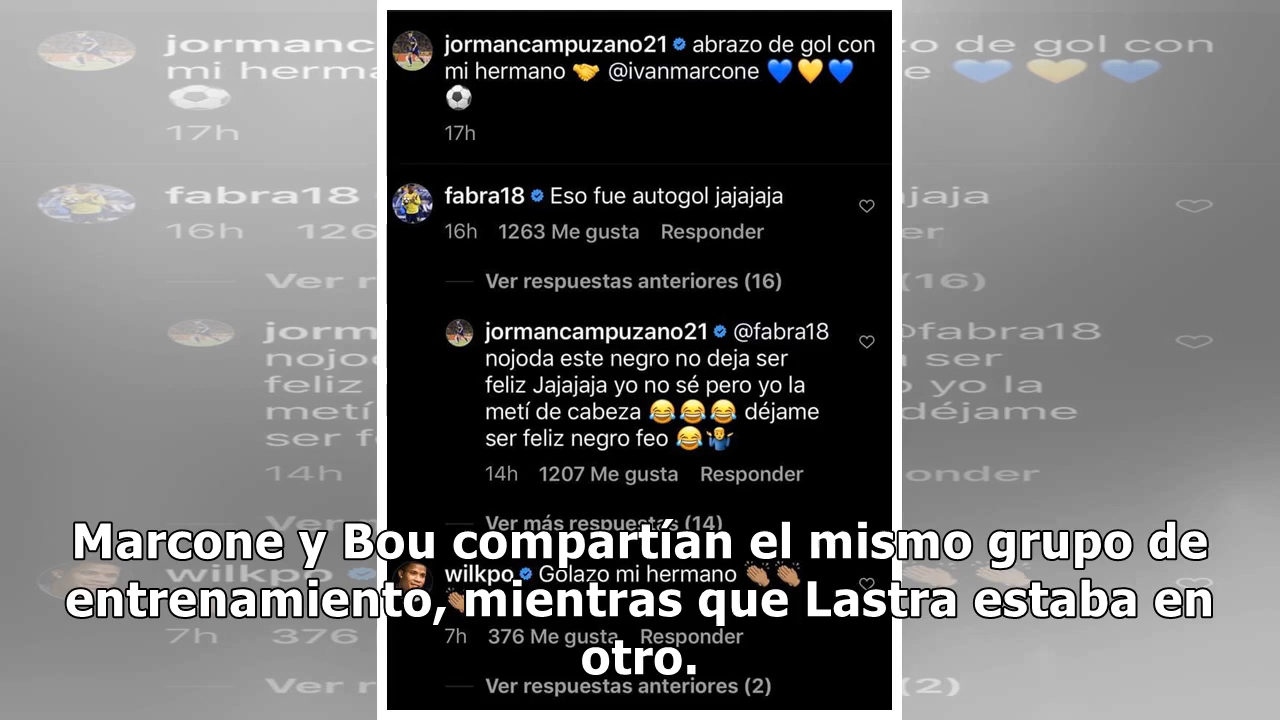 jormancampuzano21 abrazo de gol con
mi hermano 🤝 @ivanmarcone 💙💛💙
⚽
17h
fabra18 Eso fue autogol jajajaja
16h 1263 Me gusta Responder
Ver respuestas anteriores (16)
jormancampuzano21 @fabra18
nojoda este negro no deja ser
feliz Jajajaja yo no sé pero yo la
metí de cabeza 😂😂😂 déjame
ser feliz negro feo 😂🤷‍♂️
14h 1207 Me gusta Responder
Ver más respuestas (14)
wilkpo Golazo mi hermano 👏🏽👏🏽
👏🏽
7h 376 Me gusta Responder
Ver respuestas anteriores (2)
Marcone y Bou compartían el mismo grupo de
entrenamiento, mientras que Lastra estaba en
otro.